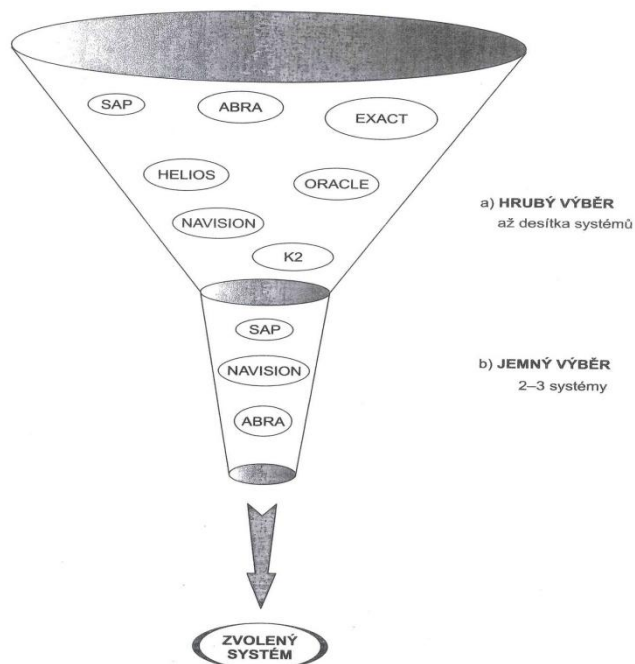 SAP
ABRA
EXACT
HELIOS
ORACLE
NAVISION
K2
a) HRUBÝ VÝBĚR
až desítka systémů
SAP
NAVISION
ABRA
b) JEMNÝ VÝBĚR
2–3 systémy
ZVOLENÝ
SYSTÉM